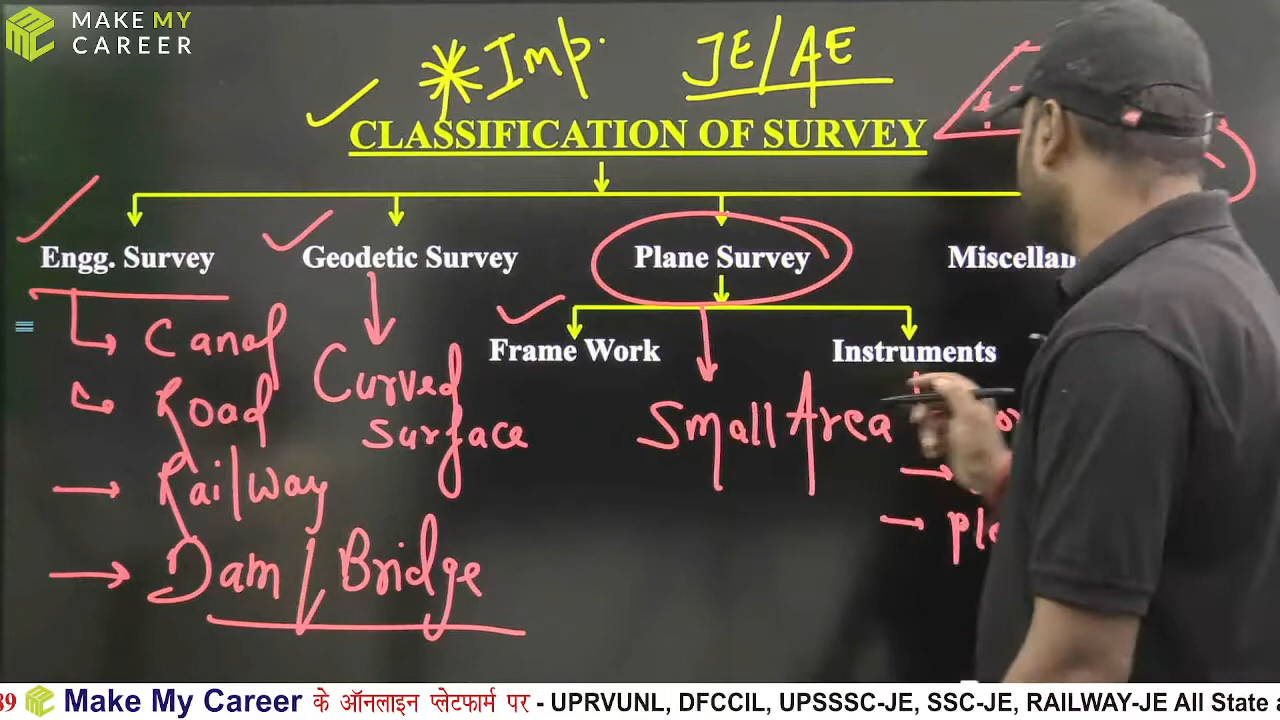 MAKE MY
CAREER
Imp. JE/AE
CLASSIFICATION OF SURVEY
Engg. Survey
Geodetic Survey
Plane Survey
Frame Work
Instruments
Canal
Road
Railway
Dam/Bridge
Curved
Surface
Small Area
39 Make My Career के ऑनलाइन प्लेटफार्म पर - UPRVUNL, DFCCIL, UPSSSC-JE, SSC-JE, RAILWAY-JE All State